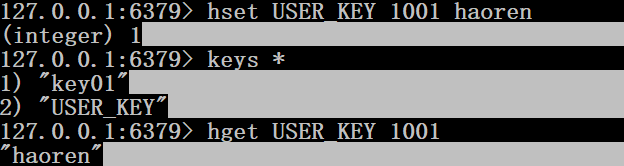 127.0.0.1:6379> hset USER_KEY 1001 haoren
(integer) 1
127.0.0.1:6379> keys *
1) "key01"
2) "USER_KEY"
127.0.0.1:6379> hget USER_KEY 1001
"haoren"